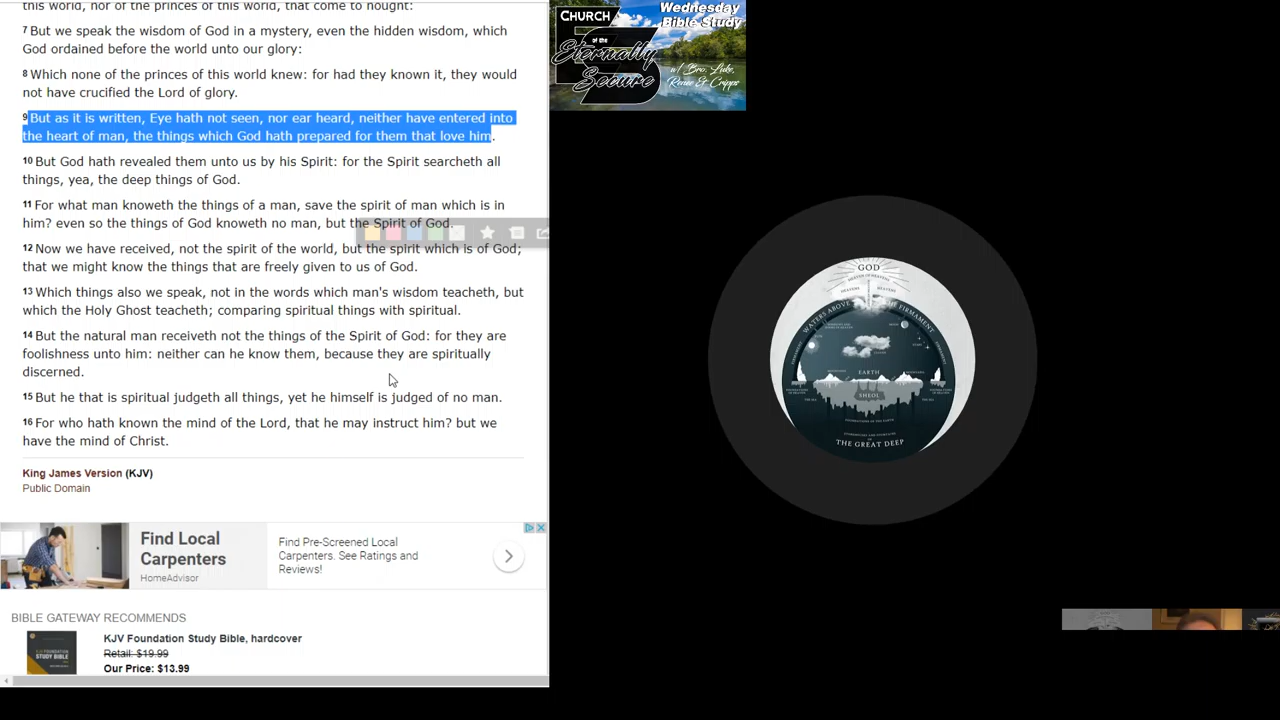 this world, nor of the princes of this world, that come to nought:
7 But we speak the wisdom of God in a mystery, even the hidden wisdom, which
God ordained before the world unto our glory:
8 Which none of the princes of this world knew: for had they known it, they would
not have crucified the Lord of glory.
9 But as it is written, Eye hath not seen, nor ear heard, neither have entered into
the heart of man, the things which God hath prepared for them that love him.
10 But God hath revealed them unto us by his Spirit: for the Spirit searcheth all
things, yea, the deep things of God.
11 For what man knoweth the things of a man, save the spirit of man which is in
him? even so the things of God knoweth no man, but the Spirit of God.
12 Now we have received, not the spirit of the world, but the spirit which is of God;
that we might know the things that are freely given to us of God.
13 Which things also we speak, not in the words which man's wisdom teacheth, but
which the Holy Ghost teacheth; comparing spiritual things with spiritual.
14 But the natural man receiveth not the things of the Spirit of God: for they are
foolishness unto him: neither can he know them, because they are spiritually
discerned.
15 But he that is spiritual judgeth all things, yet he himself is judged of no man.
16 For who hath known the mind of the Lord, that he may instruct him? but we
have the mind of Christ.
King James Version (KJV)
Public Domain
Find Local
Carpenters
HomeAdvisor
Find Pre-Screened Local
Carpenters. See Ratings and
Reviews!
BIBLE GATEWAY RECOMMENDS
KJV Foundation Study Bible, hardcover
Retail: $19.99
Our Price: $13.99
CHURCH
of the
Eternally
Secure
Wednesday
Bible Study
w/ Bro. Luke,
Renee & Cripps
GOD
WATERS ABOVE THE FIRMAMENT
EARTH
SHEOL
THE GREAT DEEP